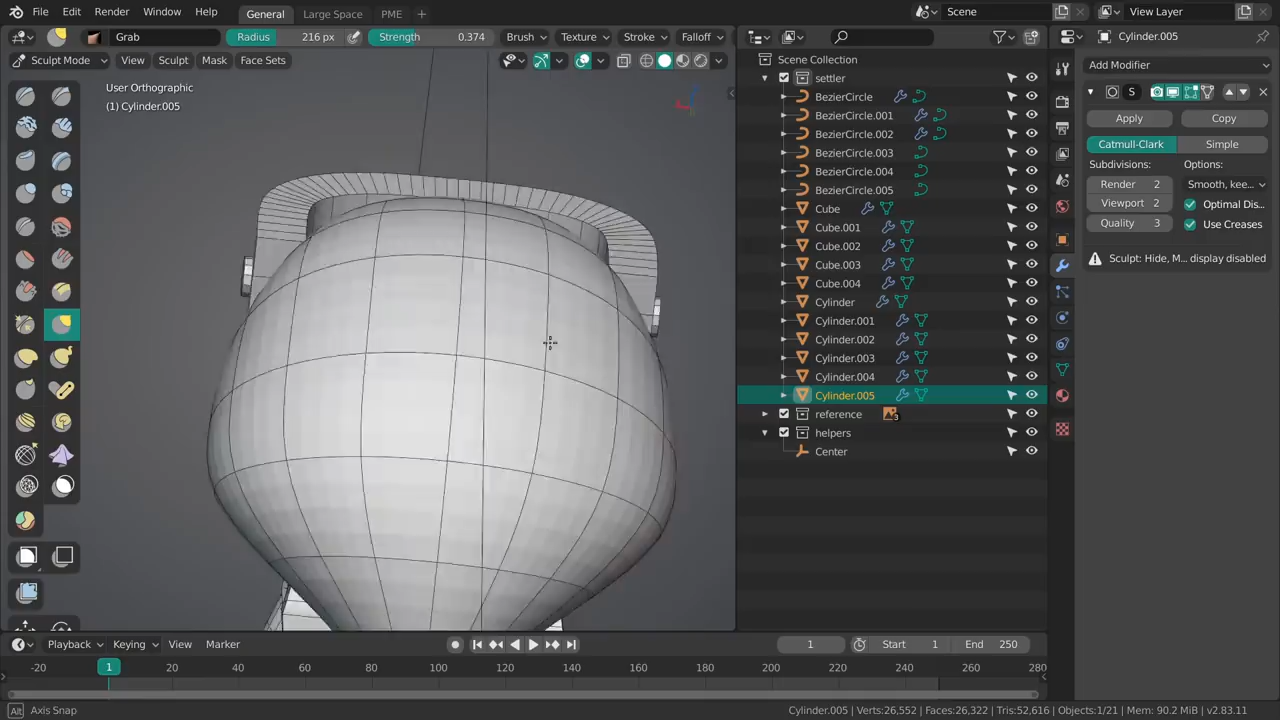 File Edit Render Window Help General Large Space PME Scene View Layer
Grab Radius 216 px Strength 0.374 Brush Texture Stroke Falloff
Sculpt Mode View Sculpt Mask Face Sets
User Orthographic
(1) Cylinder.005
Scene Collection
settler
BezierCircle
BezierCircle.001
BezierCircle.002
BezierCircle.003
BezierCircle.004
BezierCircle.005
Cube
Cube.001
Cube.002
Cube.003
Cube.004
Cylinder
Cylinder.001
Cylinder.002
Cylinder.003
Cylinder.004
Cylinder.005
reference 3
helpers
Center
Cylinder.005
Add Modifier
S
Apply Copy
Catmull-Clark Simple
Subdivisions: Options:
Render 2 Smooth, kee...
Viewport 2 Optimal Dis...
Quality 3 Use Creases
Sculpt: Hide, M... display disabled
Playback Keying View Marker 1 Start 1 End 250
-20 1 20 40 60 80 100 120 140 160 180 200 220 240 260 280
Alt Axis Snap Cylinder.005 | Verts:26,552 | Faces:26,322 | Tris:52,616 | Objects:1/21 | Mem: 90.2 MiB | v2.83.11